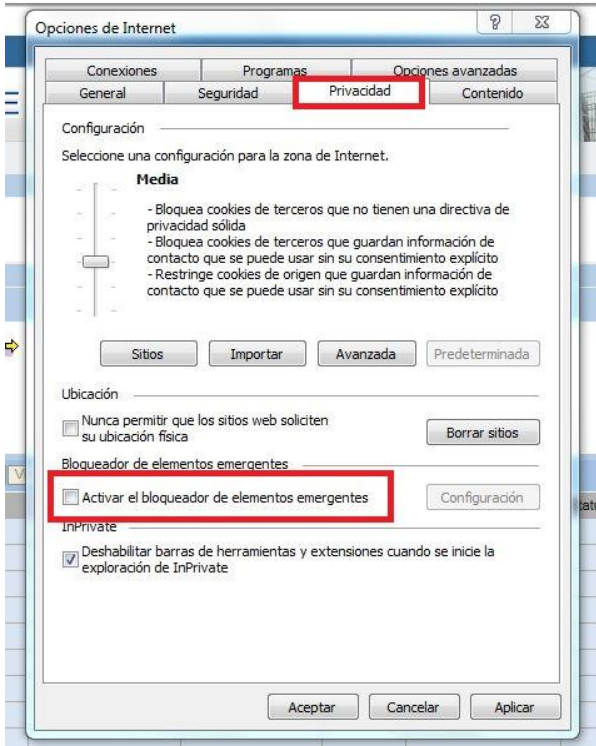 Opciones de Internet
Conexiones Programas Opciones avanzadas
General Seguridad Privacidad Contenido
Configuración
Seleccione una configuración para la zona de Internet.
Media
- Bloquea cookies de terceros que no tienen una directiva de
privacidad sólida
- Bloquea cookies de terceros que guardan información de
contacto que se puede usar sin su consentimiento explícito
- Restringe cookies de origen que guardan información de
contacto que se puede usar sin su consentimiento explícito
Sitios Importar Avanzada Predeterminada
Ubicación
Nunca permitir que los sitios web soliciten
su ubicación física
Borrar sitios
Bloqueador de elementos emergentes
Activar el bloqueador de elementos emergentes Configuración
InPrivate
Deshabilitar barras de herramientas y extensiones cuando se inicie la
exploración de InPrivate
Aceptar Cancelar Aplicar